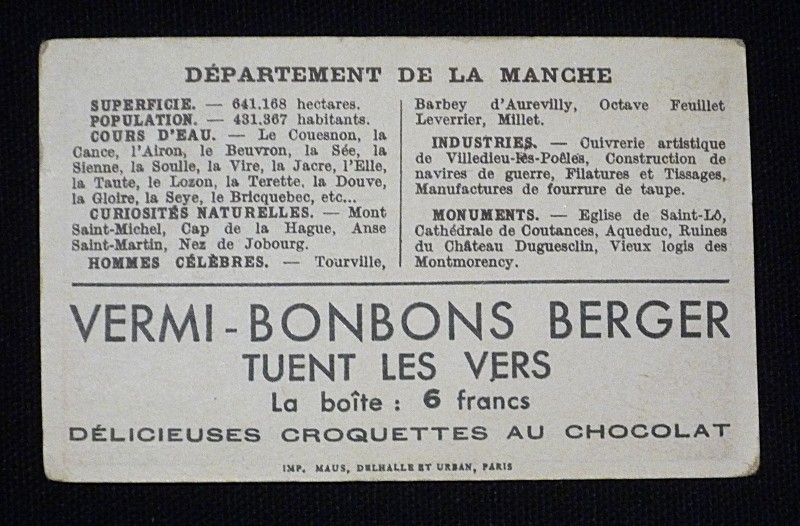 DÉPARTEMENT DE LA MANCHE
SUPERFICIE. — 641.168 hectares.
POPULATION. — 431.367 habitants.
COURS D'EAU. — Le Couesnon, la
Cance, l'Airon, le Beuvron, la Sée, la
Sienne, la Soulle, la Vire, la Jacre, l'Elle,
la Taute, le Lozon, la Terette, la Douve,
la Gloire, la Seye, le Bricquebec, etc...
CURIOSITÉS NATURELLES. — Mont
Saint-Michel, Cap de la Hague, Anse
Saint-Martin, Nez de Jobourg.
HOMMES CÉLÈBRES. — Tourville,
Barbey d'Aurevilly, Octave Feuillet
Leverrier, Millet.
INDUSTRIES. — Cuivrerie artistique
de Villedieu-les-Poêles, Construction de
navires de guerre, Filatures et Tissages,
Manufactures de fourrure de taupe.
MONUMENTS. — Eglise de Saint-Lô,
Cathédrale de Coutances, Aqueduc, Ruines
du Château Duguesclin, Vieux logis des
Montmorency.
VERMI-BONBONS BERGER
TUENT LES VERS
La boîte : 6 francs
DÉLICIEUSES CROQUETTES AU CHOCOLAT
IMP. MAUS, DELHALLE ET URBAN, PARIS